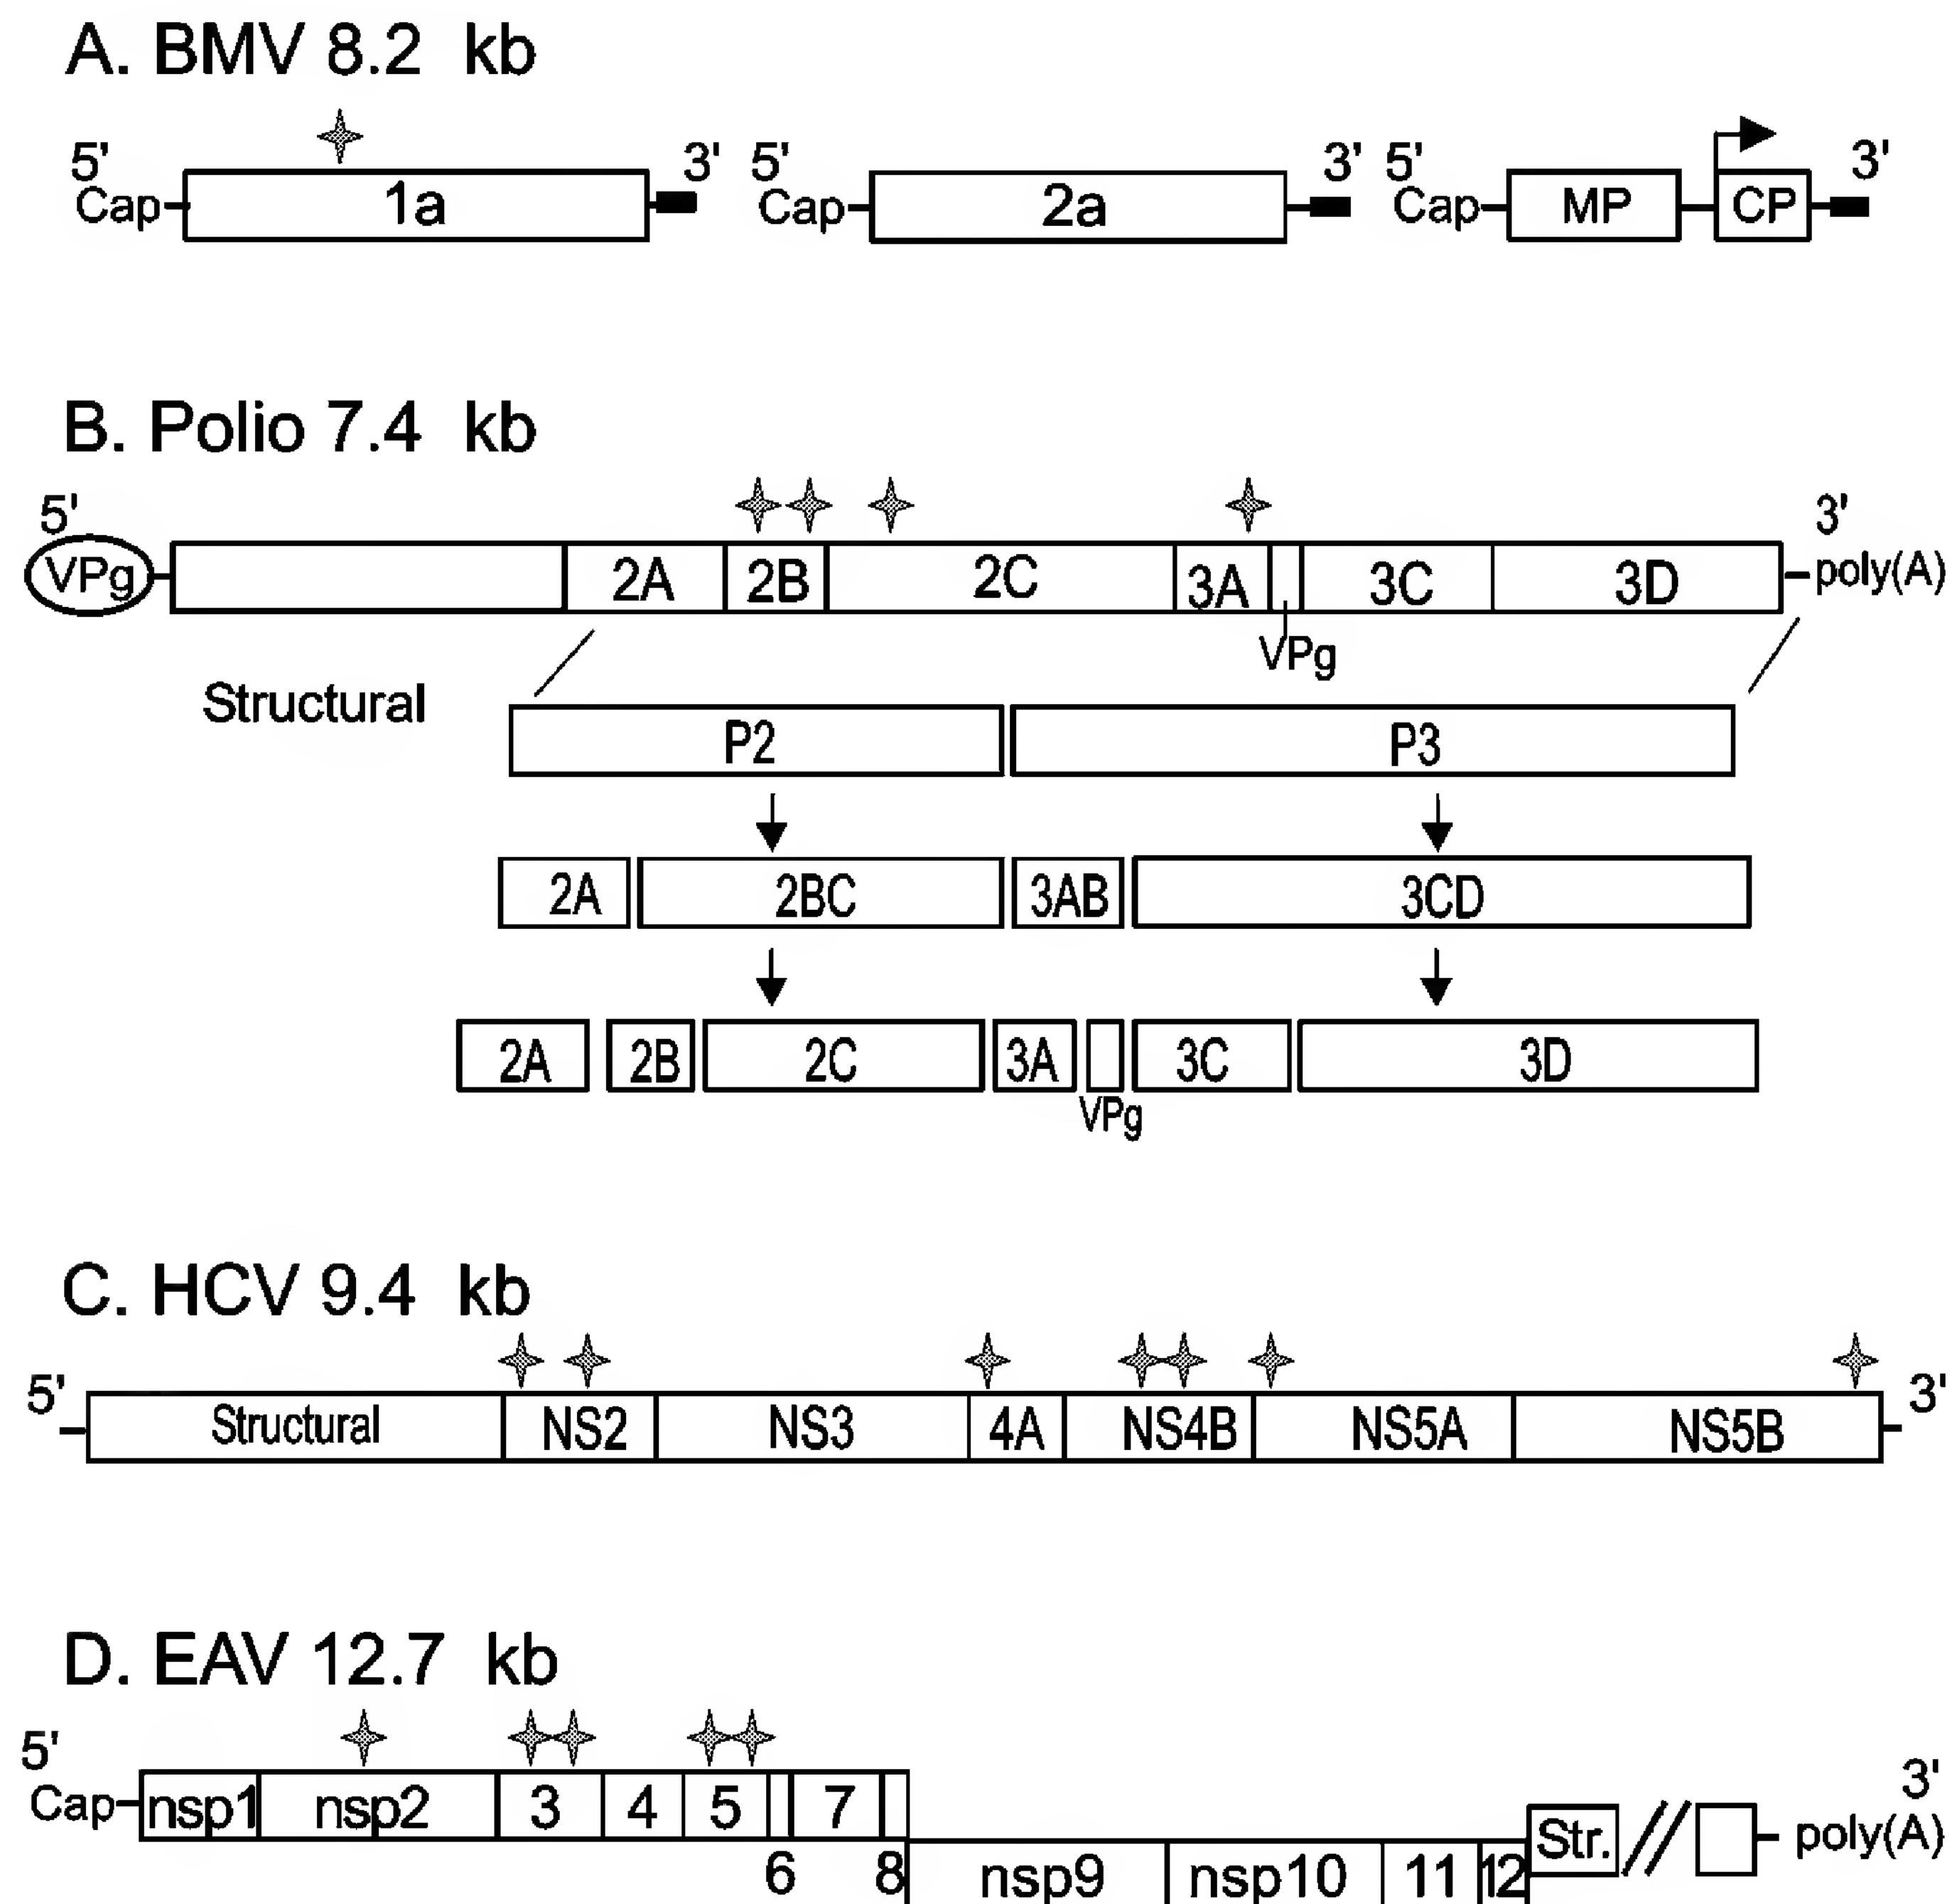 A. BMV 8.2 kb
5' 3' 5' 3' 5' 3'
Cap 1a Cap 2a Cap MP CP
B. Polio 7.4 kb
5' 3'
VPg 2A 2B 2C 3A 3C 3D poly(A)
VPg
Structural
P2 P3
2A 2BC 3AB 3CD
2A 2B 2C 3A 3C 3D
VPg
C. HCV 9.4 kb
5' 3'
Structural NS2 NS3 4A NS4B NS5A NS5B
D. EAV 12.7 kb
5' 3'
Cap nsp1 nsp2 3 4 5 7 Str. poly(A)
6 8 nsp9 nsp10 11 12